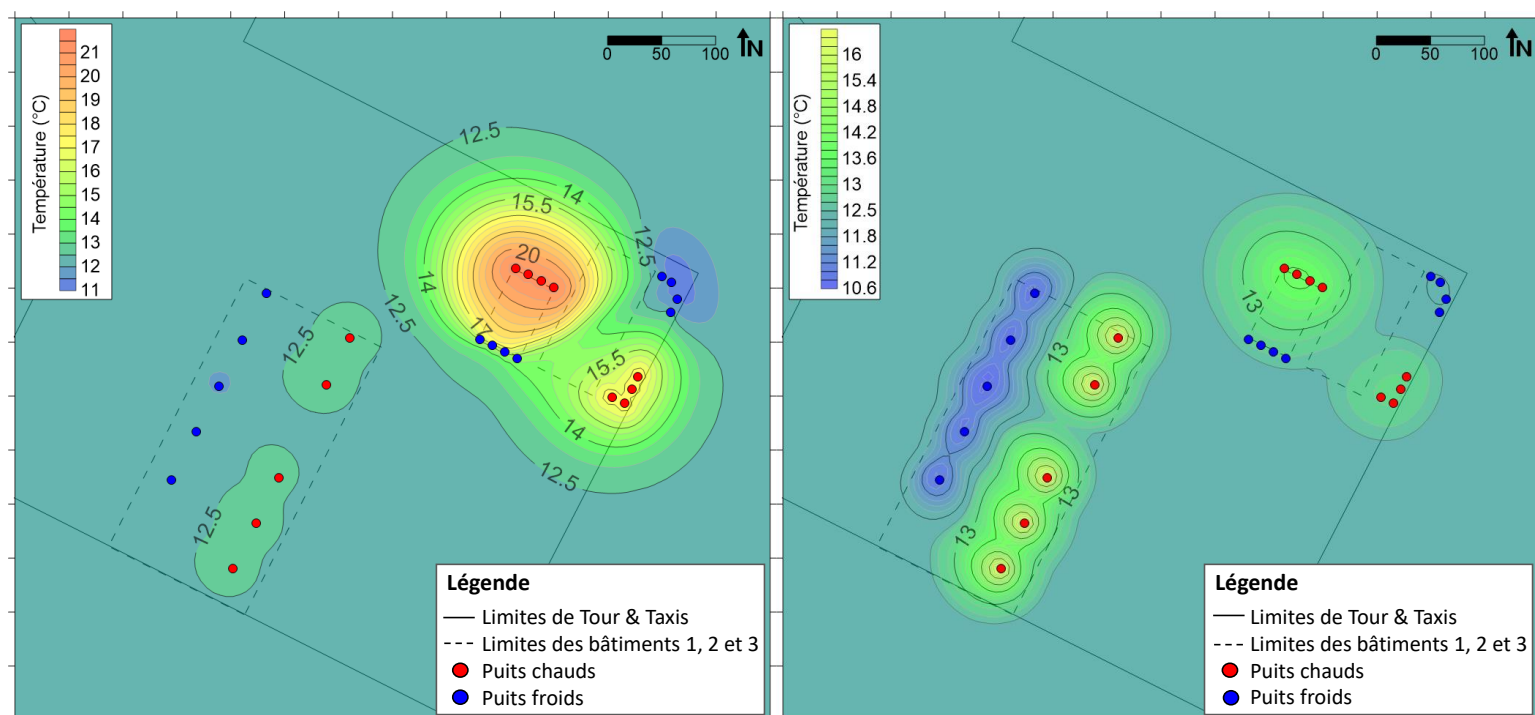 Température (°C)
21
20
19
18
17
16
15
14
13
12
11
0 50 100
N
12.5
14
15.5
20
12.5
14
12.5
17
15.5
14
12.5
12.5
12.5
Légende
Limites de Tour & Taxis
Limites des bâtiments 1, 2 et 3
Puits chauds
Puits froids
Température (°C)
16
15.4
14.8
14.2
13.6
13
12.5
11.8
11.2
10.6
0 50 100
N
13
13
13
13
Légende
Limites de Tour & Taxis
Limites des bâtiments 1, 2 et 3
Puits chauds
Puits froids